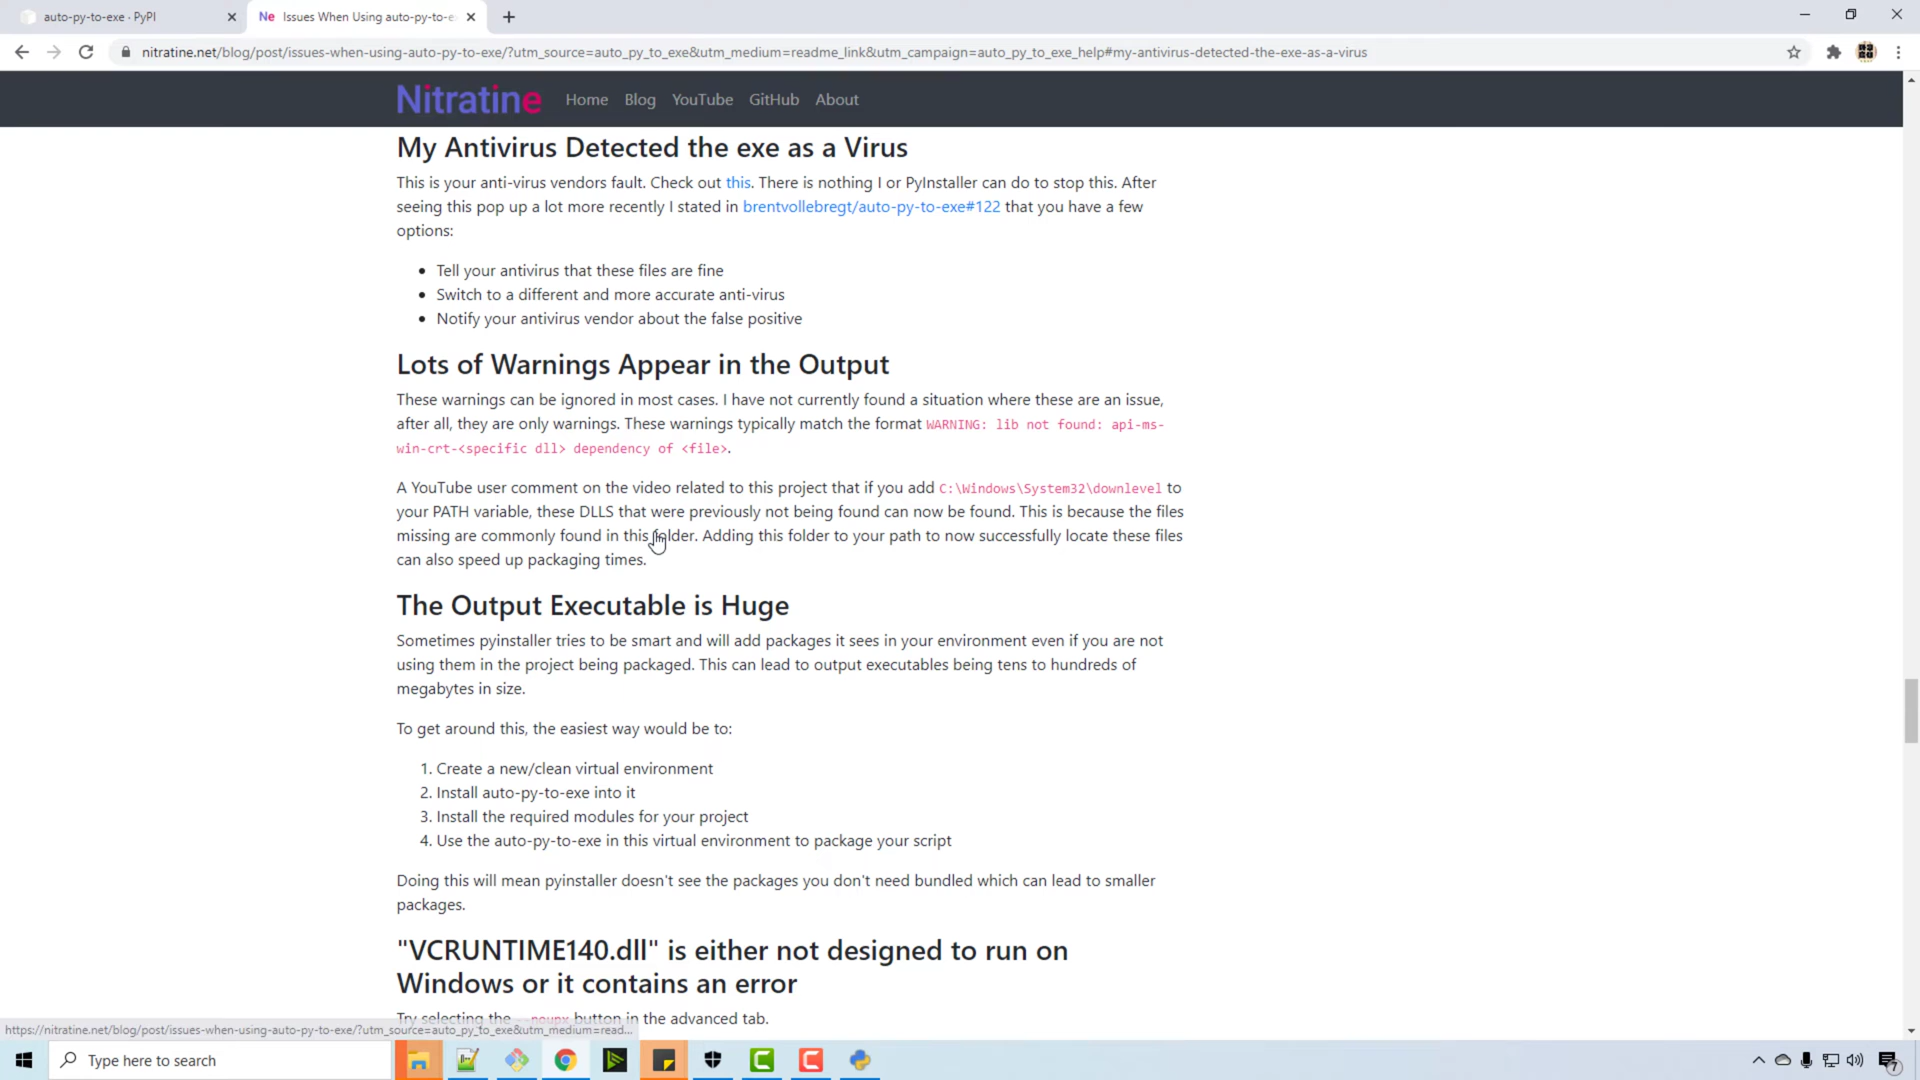 auto-py-to-exe · PyPI
Ne Issues When Using auto-py-to-e
nitratine.net/blog/post/issues-when-using-auto-py-to-exe/?utm_source=auto_py_to_exe&utm_medium=readme_link&utm_campaign=auto_py_to_exe_help#my-antivirus-detected-the-exe-as-a-virus
Nitratine Home Blog YouTube GitHub About
My Antivirus Detected the exe as a Virus
This is your anti-virus vendors fault. Check out this. There is nothing I or PyInstaller can do to stop this. After
seeing this pop up a lot more recently I stated in brentvollebregt/auto-py-to-exe#122 that you have a few
options:
• Tell your antivirus that these files are fine
• Switch to a different and more accurate anti-virus
• Notify your antivirus vendor about the false positive
Lots of Warnings Appear in the Output
These warnings can be ignored in most cases. I have not currently found a situation where these are an issue,
after all, they are only warnings. These warnings typically match the format WARNING: lib not found: api-ms-
win-crt-<specific dll> dependency of <file>.
A YouTube user comment on the video related to this project that if you add C:\Windows\System32\downlevel to
your PATH variable, these DLLS that were previously not being found can now be found. This is because the files
missing are commonly found in this folder. Adding this folder to your path to now successfully locate these files
can also speed up packaging times.
The Output Executable is Huge
Sometimes pyinstaller tries to be smart and will add packages it sees in your environment even if you are not
using them in the project being packaged. This can lead to output executables being tens to hundreds of
megabytes in size.
To get around this, the easiest way would be to:
1. Create a new/clean virtual environment
2. Install auto-py-to-exe into it
3. Install the required modules for your project
4. Use the auto-py-to-exe in this virtual environment to package your script
Doing this will mean pyinstaller doesn't see the packages you don't need bundled which can lead to smaller
packages.
"VCRUNTIME140.dll" is either not designed to run on
Windows or it contains an error
Try selecting the --noupx button in the advanced tab.
https://nitratine.net/blog/post/issues-when-using-auto-py-to-exe/?utm_source=auto_py_to_exe&utm_medium=read...
Type here to search